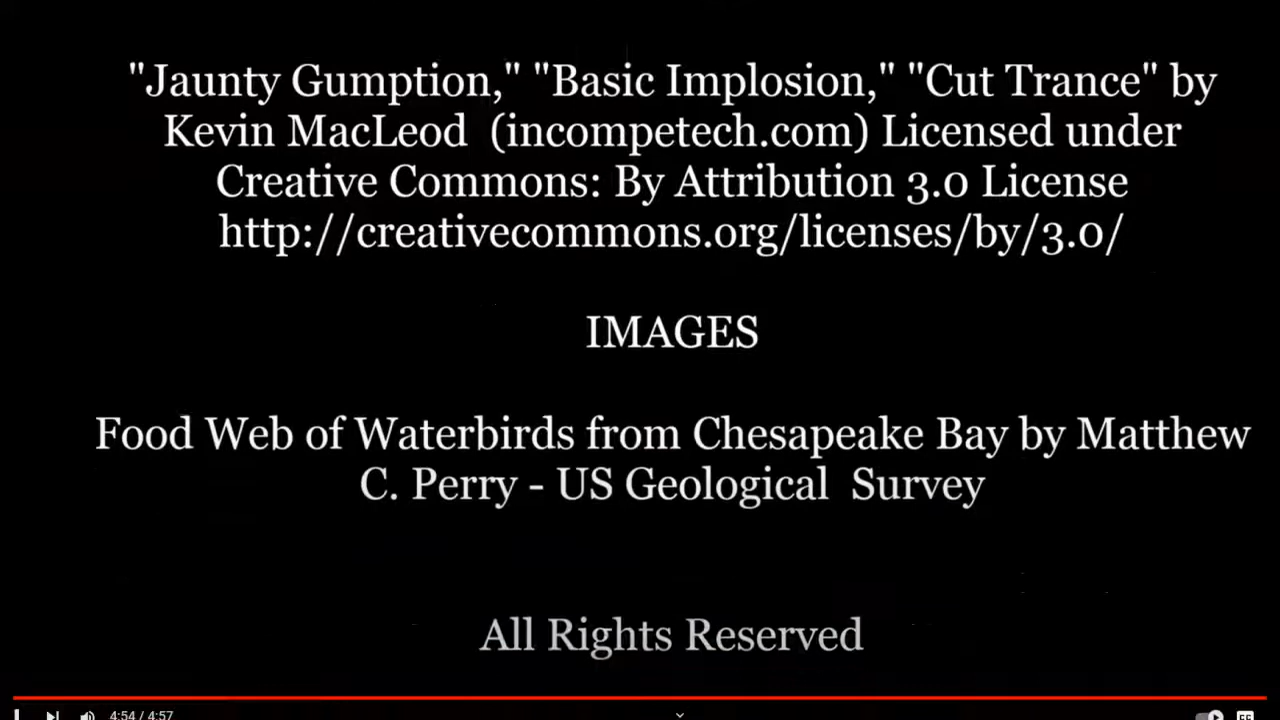 "Jaunty Gumption," "Basic Implosion," "Cut Trance" by
Kevin MacLeod (incompetech.com) Licensed under
Creative Commons: By Attribution 3.0 License
http://creativecommons.org/licenses/by/3.0/
IMAGES
Food Web of Waterbirds from Chesapeake Bay by Matthew
C. Perry - US Geological Survey
All Rights Reserved
4:54 / 4:57